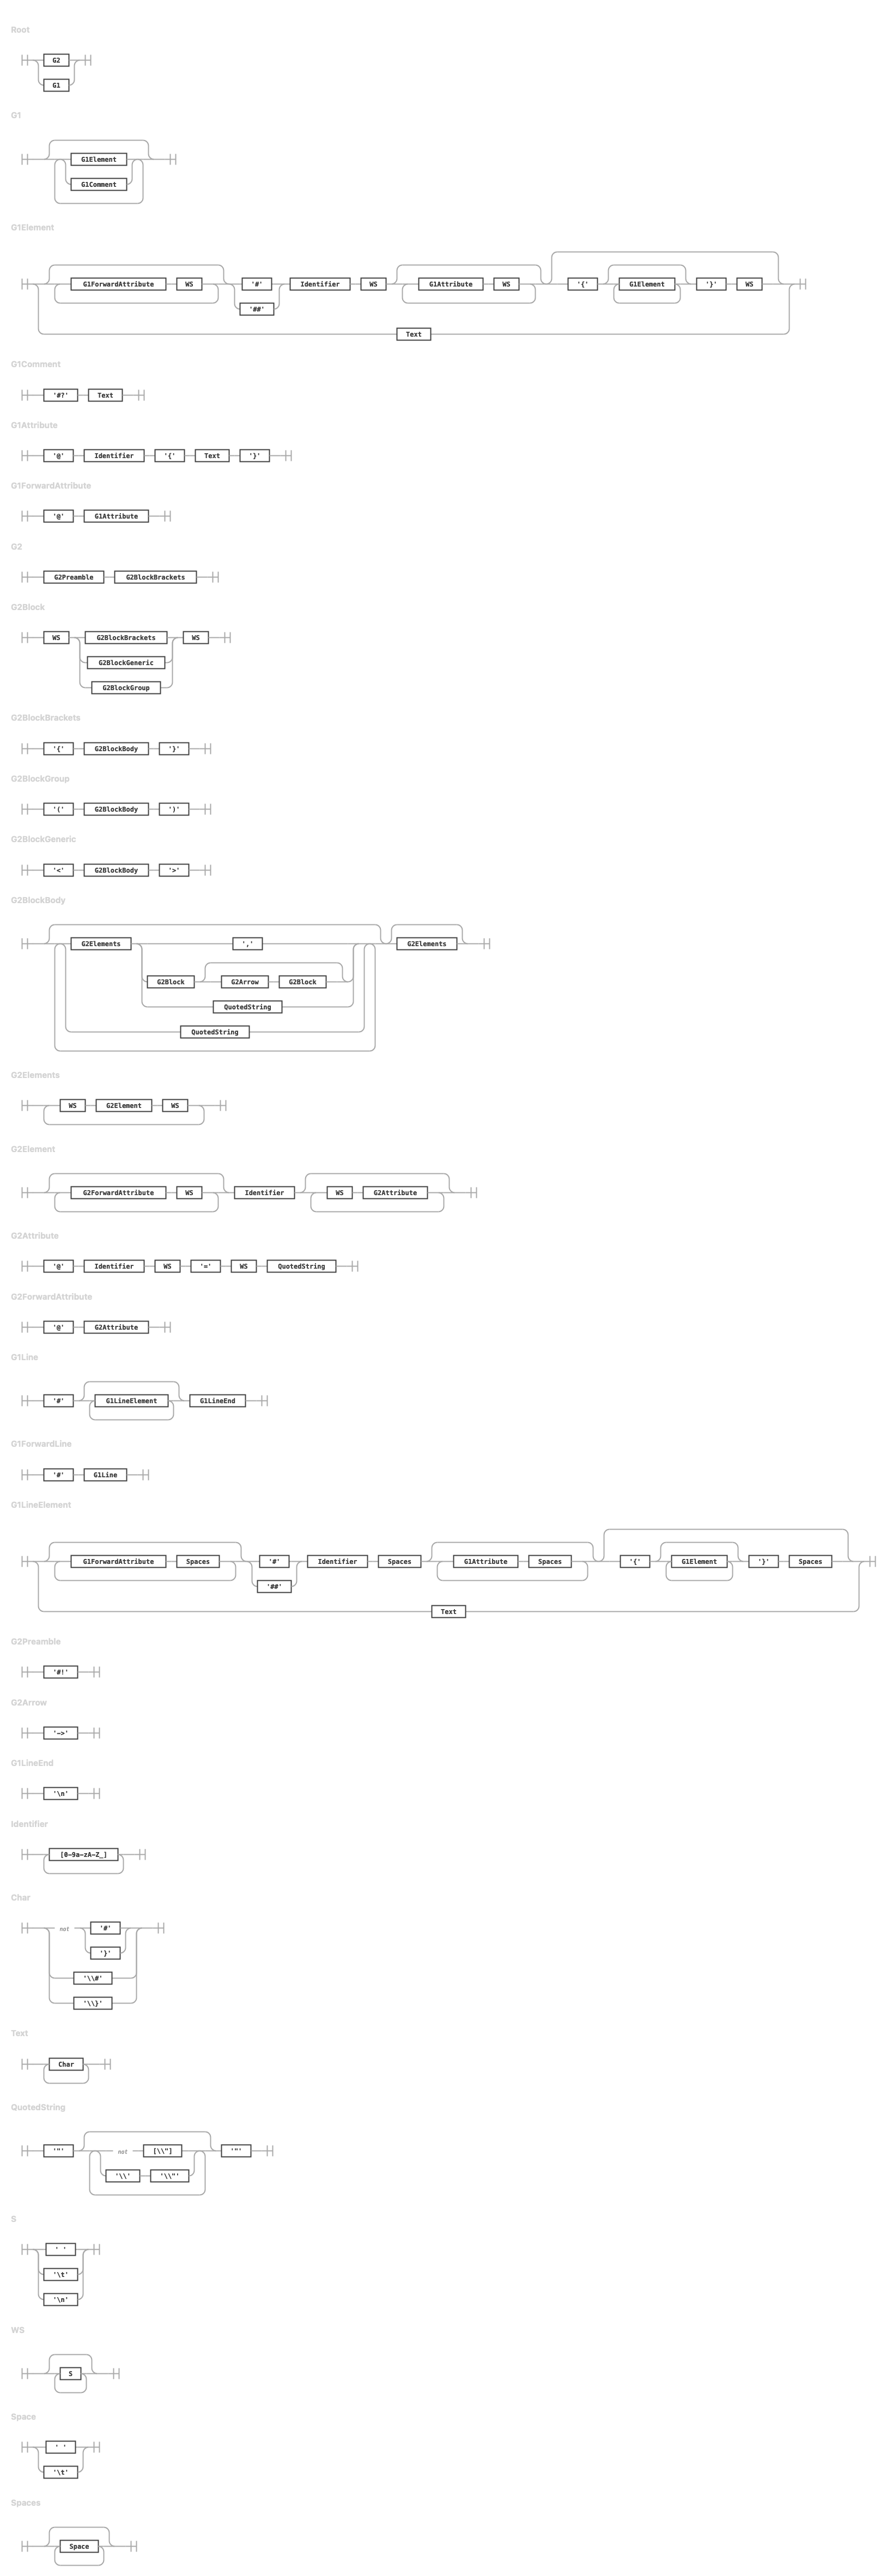 Root
G2
G1
G1
G1Element
G1Comment
G1Element
G1ForwardAttribute WS '#' Identifier WS G1Attribute WS '{' G1Element '}' WS
'##'
Text
G1Comment
'#?' Text
G1Attribute
'@' Identifier '{' Text '}'
G1ForwardAttribute
'@' G1Attribute
G2
G2Preamble G2BlockBrackets
G2Block
WS G2BlockBrackets WS
G2BlockGeneric
G2BlockGroup
G2BlockBrackets
'{' G2BlockBody '}'
G2BlockGroup
'(' G2BlockBody ')'
G2BlockGeneric
'<' G2BlockBody '>'
G2BlockBody
G2Elements ',' G2Elements
G2Block G2Arrow G2Block
QuotedString
QuotedString
G2Elements
WS G2Element WS
G2Element
G2ForwardAttribute WS Identifier WS G2Attribute
G2Attribute
'@' Identifier WS '=' WS QuotedString
G2ForwardAttribute
'@' G2Attribute
G1Line
'#' G1LineElement G1LineEnd
G1ForwardLine
'#' G1Line
G1LineElement
G1ForwardAttribute Spaces '#' Identifier Spaces G1Attribute Spaces '{' G1Element '}' Spaces
'##'
Text
G2Preamble
'#!'
G2Arrow
'->'
G1LineEnd
'\n'
Identifier
[0-9a-zA-Z_]
Char
not '#'
'}'
'\\#'
'\\}'
Text
Char
QuotedString
'"' not [\\"] '"'
'\\' '\\"'
S
' '
'\t'
'\n'
WS
S
Space
' '
'\t'
Spaces
Space